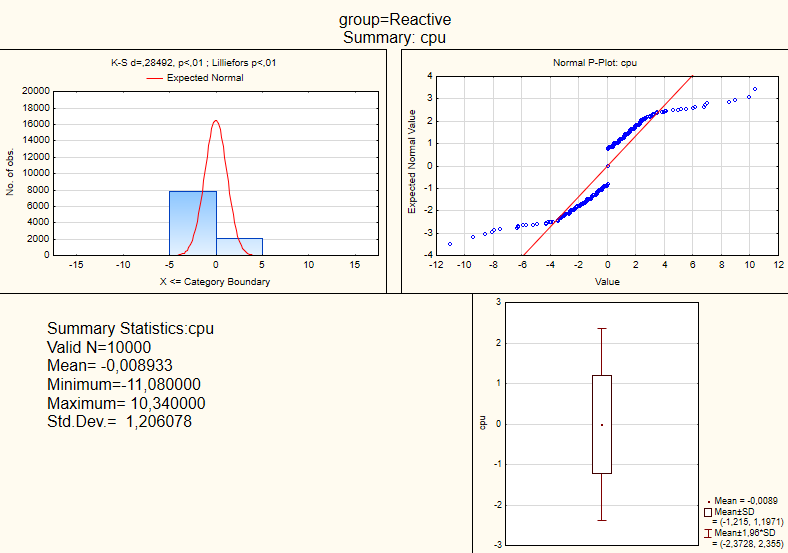 group=Reactive
Summary: cpu
K-S d=,28492, p<,01 ; Lilliefors p<,01
Expected Normal
20000
18000
16000
14000
12000
10000
8000
6000
4000
2000
0
No. of obs.
-15 -10 -5 0 5 10 15
X <= Category Boundary
Normal P-Plot: cpu
4
3
2
1
0
-1
-2
-3
-4
Expected Normal Value
-12 -10 -8 -6 -4 -2 0 2 4 6 8 10 12
Value
Summary Statistics:cpu
Valid N=10000
Mean= -0,008933
Minimum=-11,080000
Maximum= 10,340000
Std.Dev.= 1,206078
3
2
1
0
-1
-2
-3
cpu
Mean = -0,0089
Mean±SD
= (-1,215, 1,1971)
Mean±1,96*SD
= (-2,3728, 2,355)